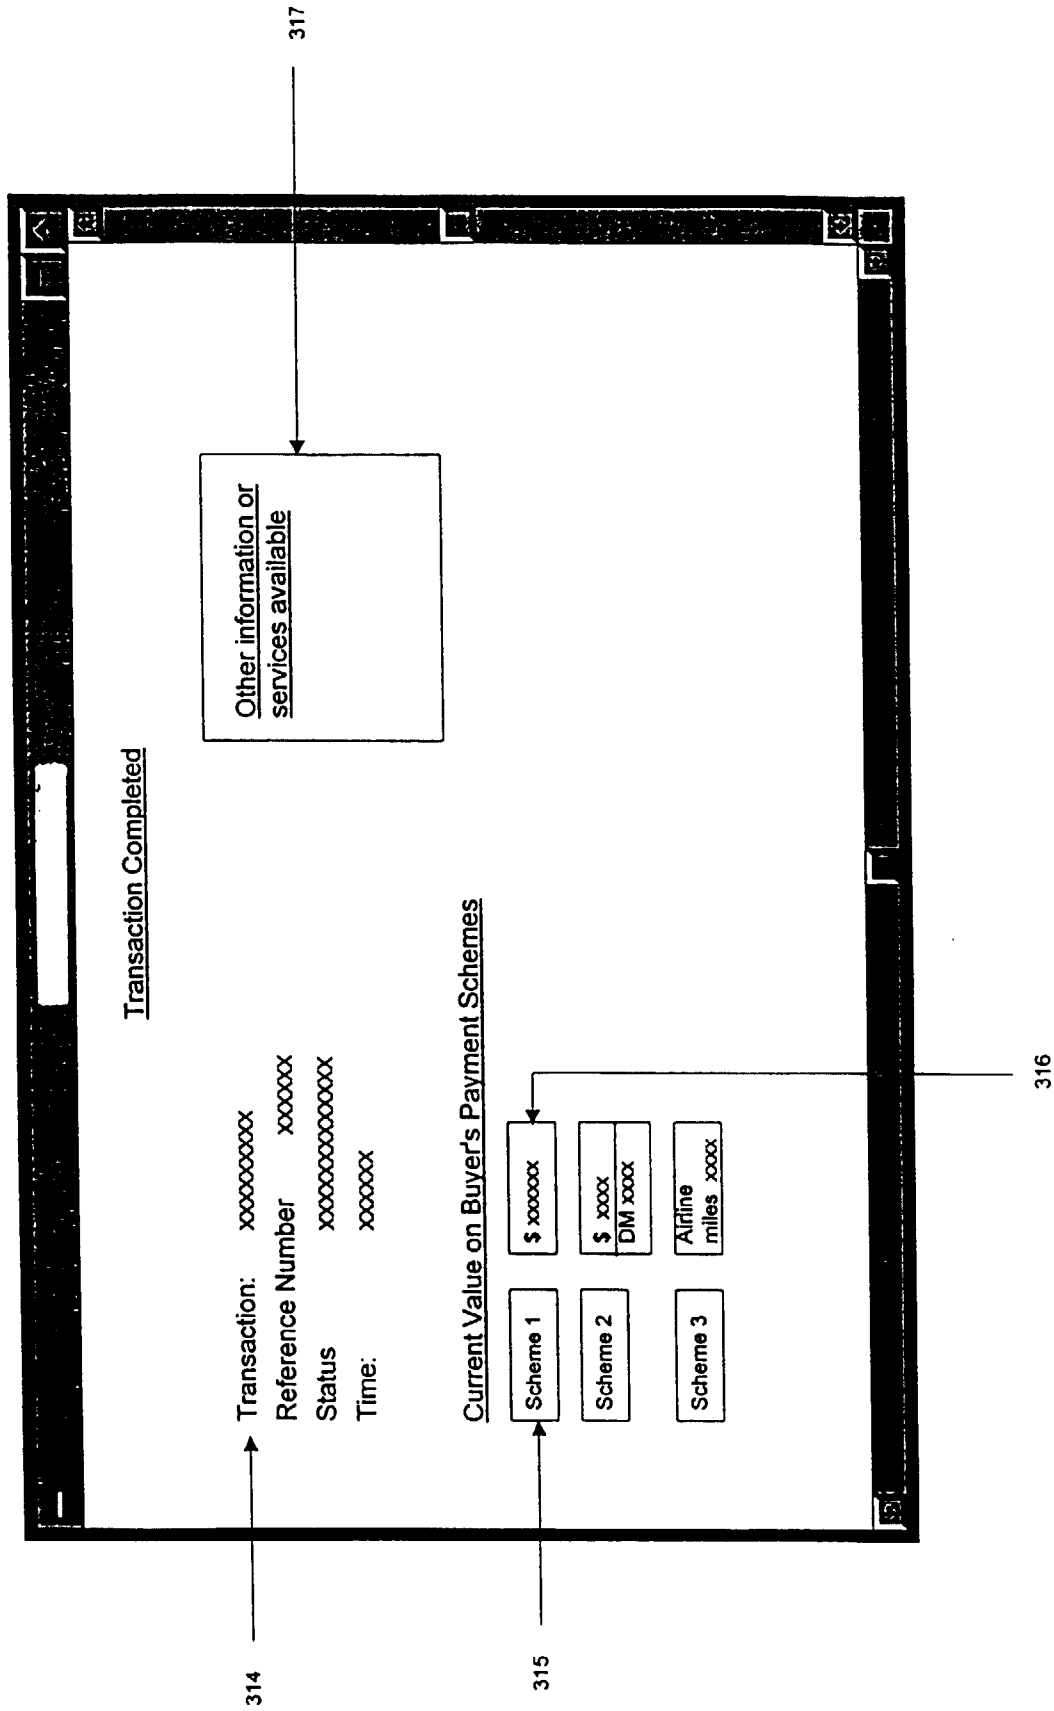 317
Transaction Completed
Transaction: xxxxxxxxx
Reference Number xxxxxx
Status xxxxxxxxxxxxx
Time: xxxxxx
Other information or
services available
Current Value on Buyer's Payment Schemes
Scheme 1 $ xxxxxx
Scheme 2 $ xxxx
DM xxxx
Scheme 3 Airline
miles xxxx
314
315
316